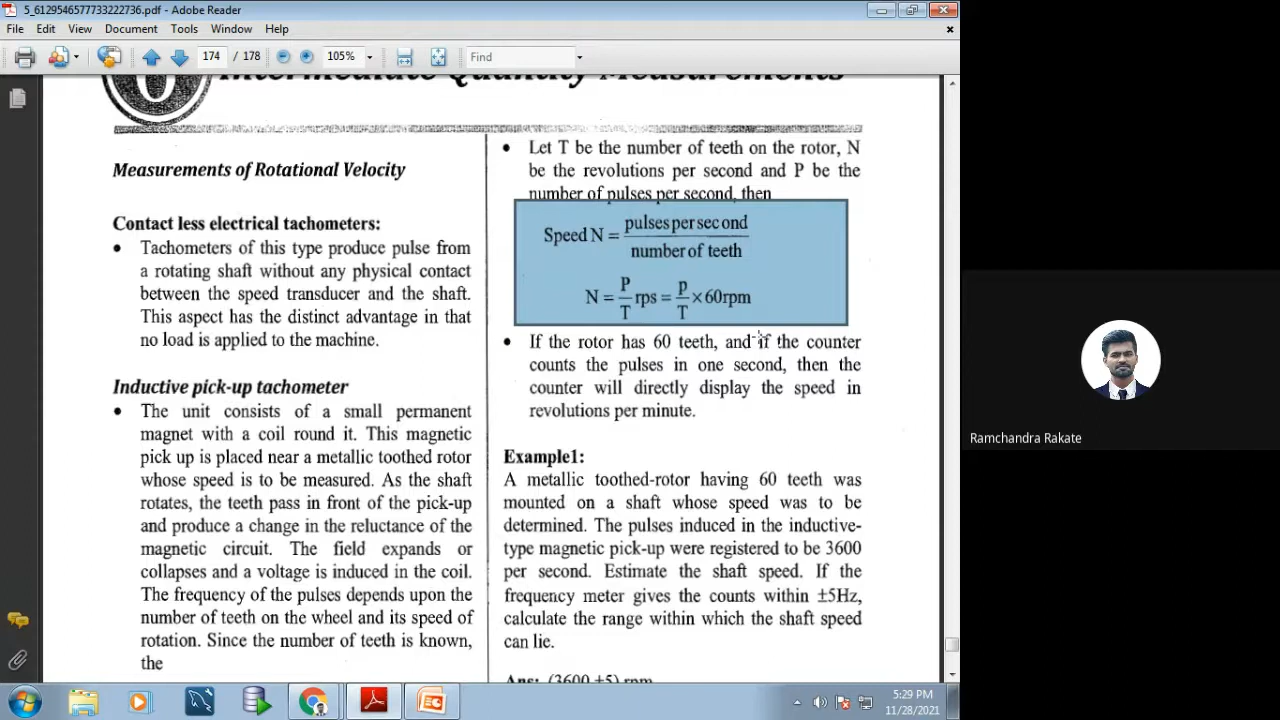 5_6129546577733222736.pdf - Adobe Reader
File Edit View Document Tools Window Help
174 / 178 105% Find
Intermediate Quantity Measurements
Measurements of Rotational Velocity
Contact less electrical tachometers:
• Tachometers of this type produce pulse from
a rotating shaft without any physical contact
between the speed transducer and the shaft.
This aspect has the distinct advantage in that
no load is applied to the machine.
Inductive pick-up tachometer
• The unit consists of a small permanent
magnet with a coil round it. This magnetic
pick up is placed near a metallic toothed rotor
whose speed is to be measured. As the shaft
rotates, the teeth pass in front of the pick-up
and produce a change in the reluctance of the
magnetic circuit. The field expands or
collapses and a voltage is induced in the coil.
The frequency of the pulses depends upon the
number of teeth on the wheel and its speed of
rotation. Since the number of teeth is known,
the
• Let T be the number of teeth on the rotor, N
be the revolutions per second and P be the
number of pulses per second, then
Speed N = pulses per sec ond / number of teeth
N = P/T rps = p/T × 60rpm
• If the rotor has 60 teeth, and if the counter
counts the pulses in one second, then the
counter will directly display the speed in
revolutions per minute.
Example1:
A metallic toothed-rotor having 60 teeth was
mounted on a shaft whose speed was to be
determined. The pulses induced in the inductive-
type magnetic pick-up were registered to be 3600
per second. Estimate the shaft speed. If the
frequency meter gives the counts within ±5Hz,
calculate the range within which the shaft speed
can lie.
Ans: (3600 ±5) rpm
Ramchandra Rakate
5:29 PM
11/28/2021